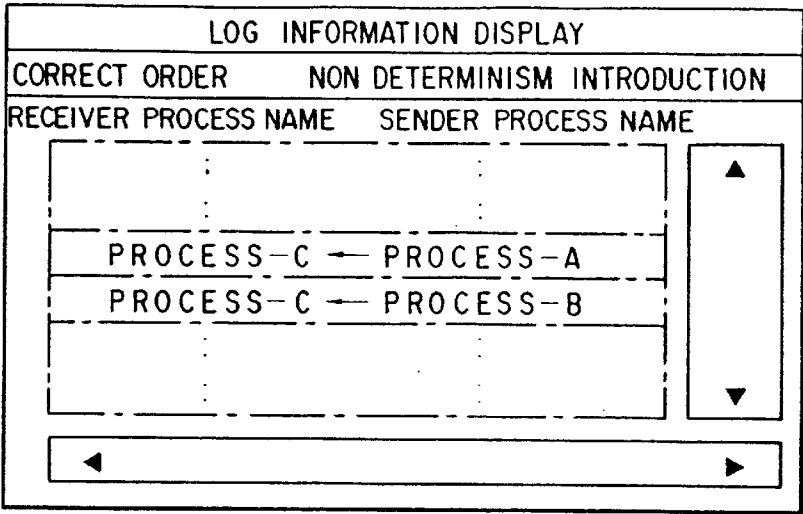 LOG INFORMATION DISPLAY
CORRECT ORDER NON DETERMINISM INTRODUCTION
RECEIVER PROCESS NAME SENDER PROCESS NAME
PROCESS-C ← PROCESS-A
PROCESS-C ← PROCESS-B